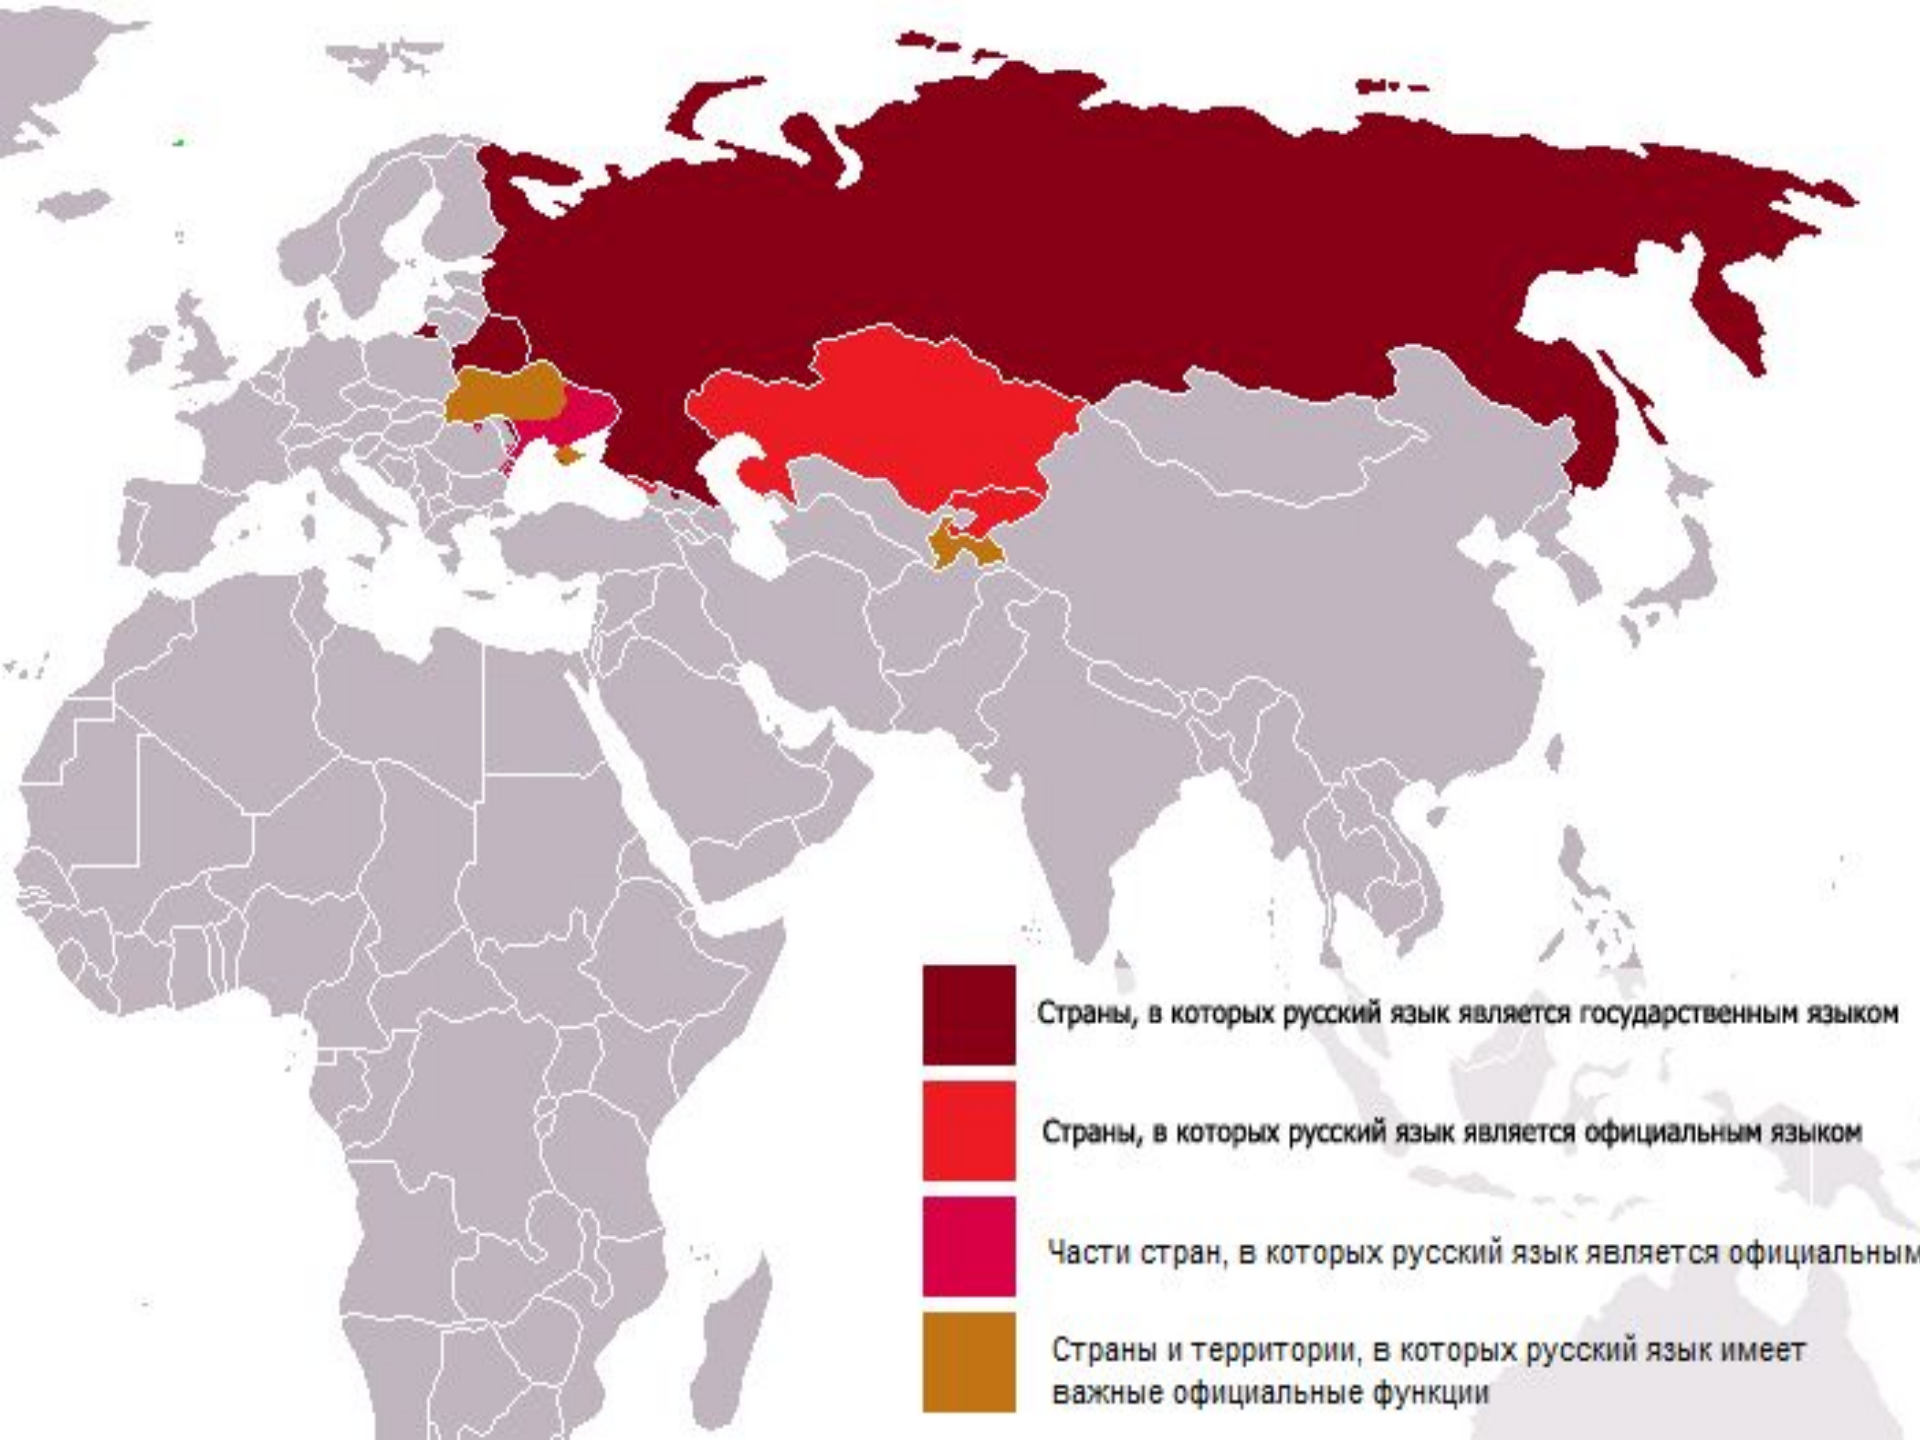 Страны, в которых русский язык является государственным языком
Страны, в которых русский язык является официальным языком
Части стран, в которых русский язык является официальным
Страны и территории, в которых русский язык имеет
важные официальные функции